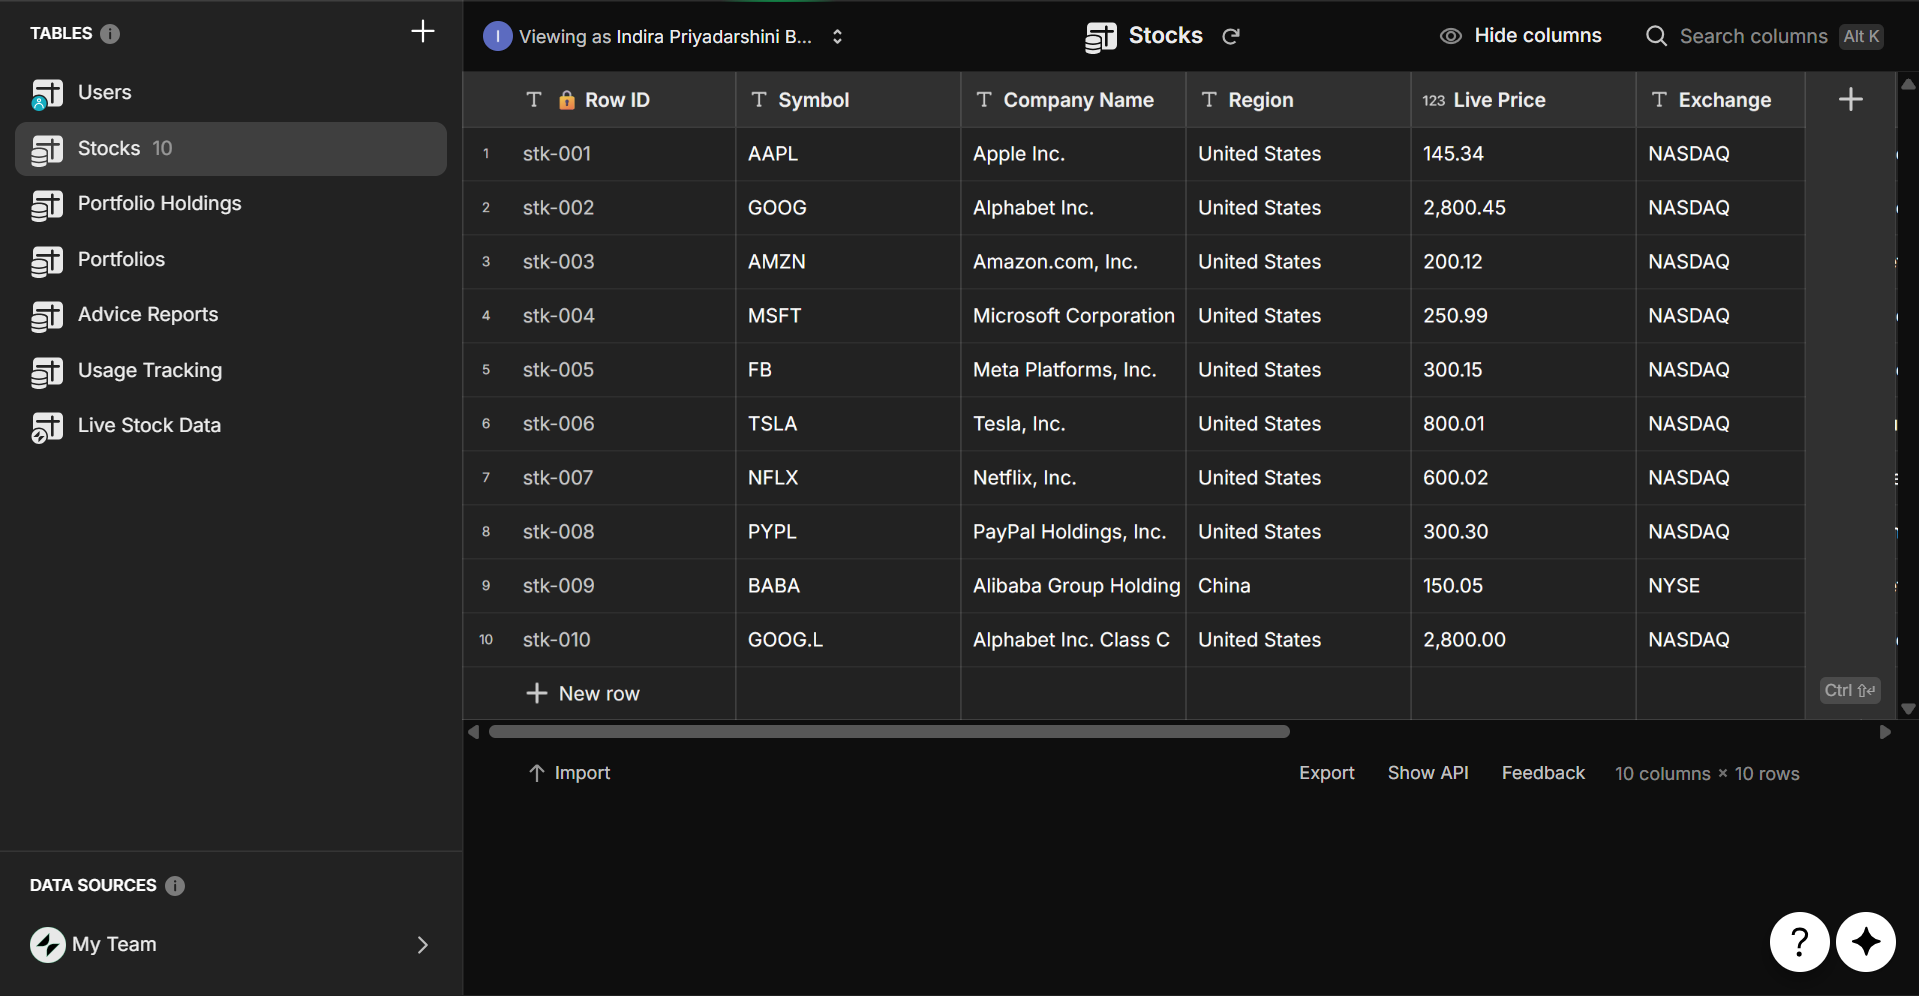 TABLES
Users
Stocks 10
Portfolio Holdings
Portfolios
Advice Reports
Usage Tracking
Live Stock Data
DATA SOURCES
My Team
I Viewing as Indira Priyadarshini B...
Stocks
Hide columns
Search columns Alt K
Row ID Symbol Company Name Region 123 Live Price Exchange
1 stk-001 AAPL Apple Inc. United States 145.34 NASDAQ
2 stk-002 GOOG Alphabet Inc. United States 2,800.45 NASDAQ
3 stk-003 AMZN Amazon.com, Inc. United States 200.12 NASDAQ
4 stk-004 MSFT Microsoft Corporation United States 250.99 NASDAQ
5 stk-005 FB Meta Platforms, Inc. United States 300.15 NASDAQ
6 stk-006 TSLA Tesla, Inc. United States 800.01 NASDAQ
7 stk-007 NFLX Netflix, Inc. United States 600.02 NASDAQ
8 stk-008 PYPL PayPal Holdings, Inc. United States 300.30 NASDAQ
9 stk-009 BABA Alibaba Group Holding China 150.05 NYSE
10 stk-010 GOOG.L Alphabet Inc. Class C United States 2,800.00 NASDAQ
New row
Ctrl ⇧↵
Import
Export Show API Feedback 10 columns × 10 rows
?